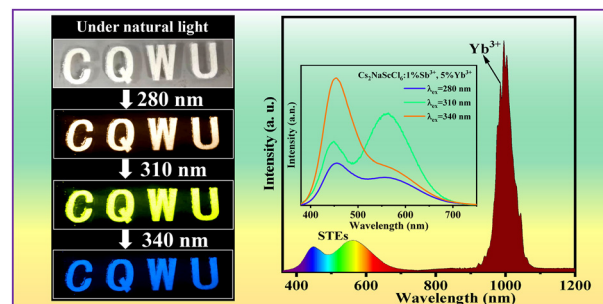 Under natural light
CQWU
280 nm
CQWU
310 nm
CQWU
340 nm
CQWU
Intensity (a. u.)
Yb³⁺
Cs₂NaScCl₆:1%Sb³⁺, 5%Yb³⁺
λex=280 nm
λex=310 nm
λex=340 nm
Intensity (a.n.)
400 500 600 700
Wavelength (nm)
STEs
400 600 800 1000 1200
Wavelength (nm)